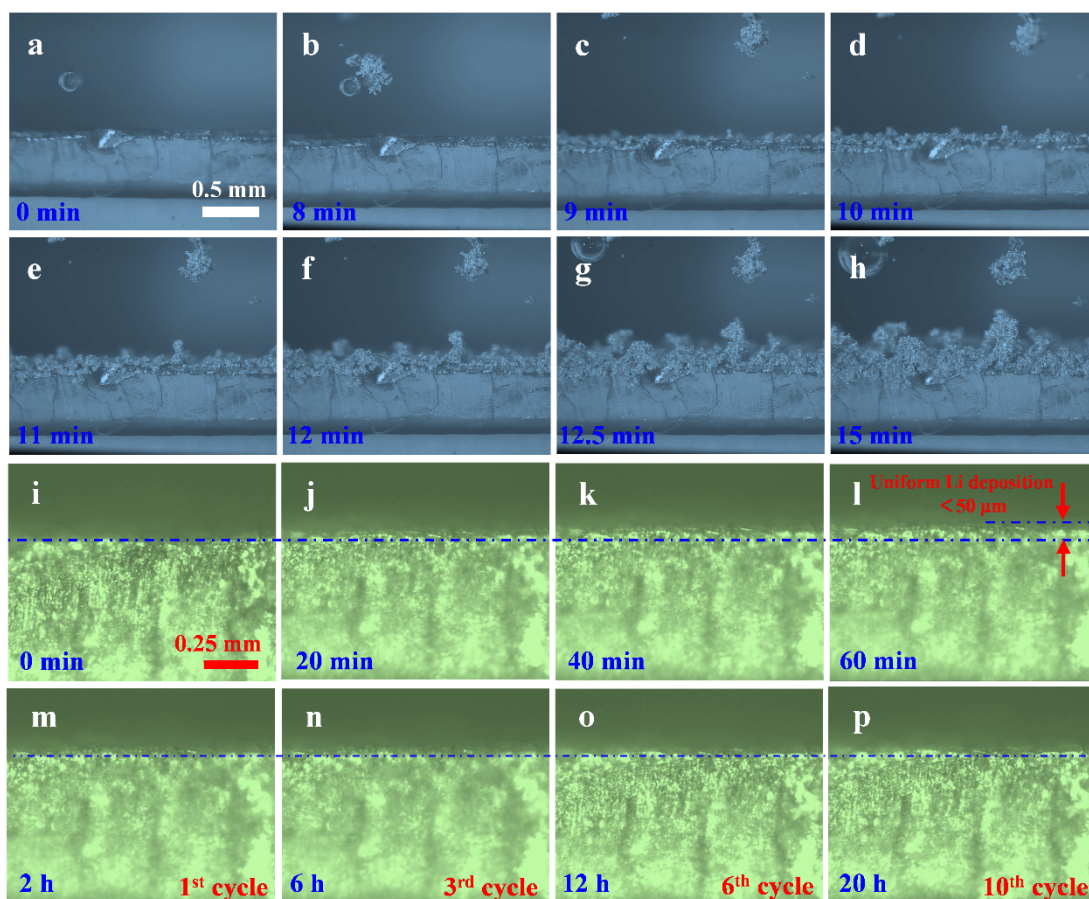 a
b
c
d
0.5 mm
0 min
8 min
9 min
10 min
e
f
g
h
11 min
12 min
12.5 min
15 min
i
j
k
l
Uniform Li deposition
< 50 μm
0.25 mm
0 min
20 min
40 min
60 min
m
n
o
p
2 h
1st cycle
6 h
3rd cycle
12 h
6th cycle
20 h
10th cycle